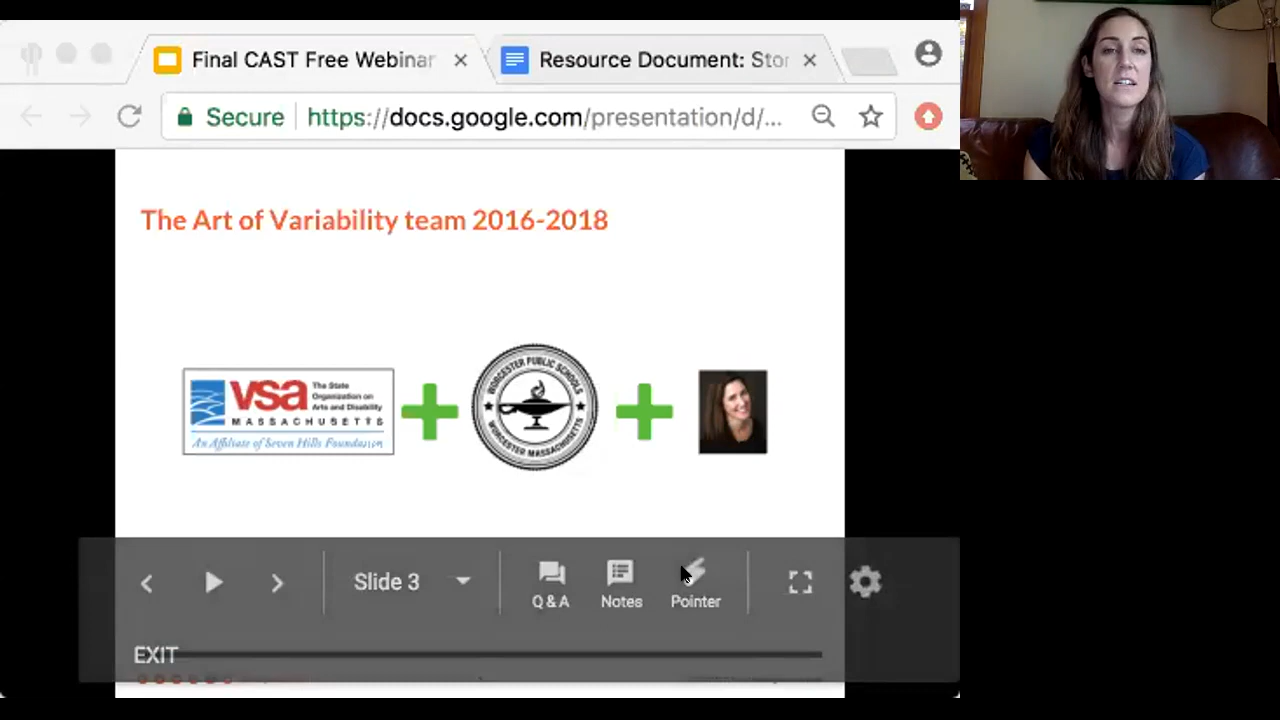 Final CAST Free Webinar
Resource Document: Stor
Secure
https://docs.google.com/presentation/d/...
The Art of Variability team 2016-2018
vsa
The State
Organization on
Arts and Disability
MASSACHUSETTS
An Affiliate of Seven Hills Foundation
WORCESTER PUBLIC SCHOOLS
WORCESTER MASSACHUSETTS
Slide 3
Q & A
Notes
Pointer
EXIT